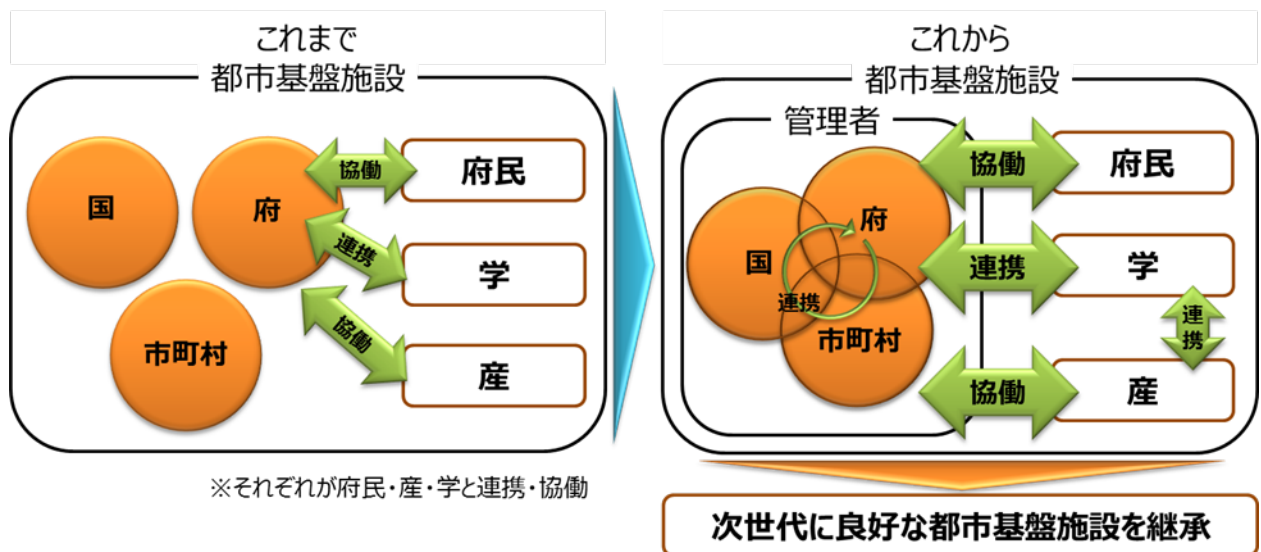 これまで
都市基盤施設
国
府
市町村
協働
連携
協働
府民
学
産
※それぞれが府民・産・学と連携・協働
これから
都市基盤施設
管理者
府
国
連携
市町村
協働
連携
協働
府民
学
連携
産
次世代に良好な都市基盤施設を継承